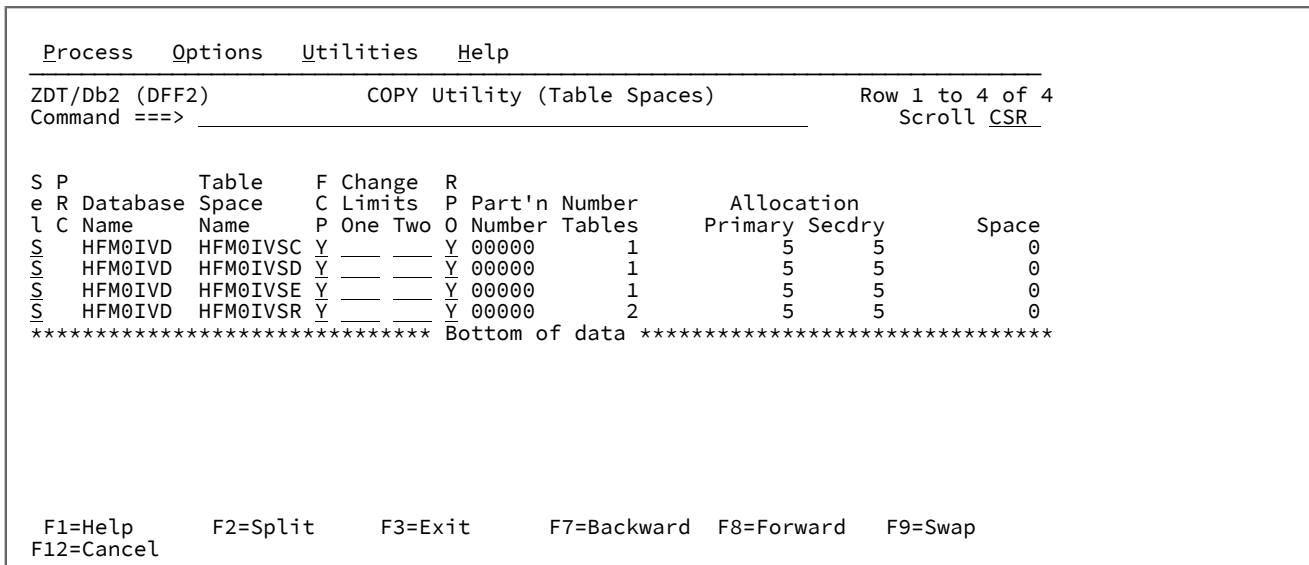 Process   Options   Utilities   Help
ZDT/Db2 (DFF2)            COPY Utility (Table Spaces)           Row 1 to 4 of 4
Command ===>                                                       Scroll CSR
S P          Table    F Change  R
e R Database Space    C Limits  P Part'n Number       Allocation
l C Name     Name     P One Two O Number Tables     Primary Secdry       Space
S   HFM0IVD  HFM0IVSC Y         Y 00000       1           5      5           0
S   HFM0IVD  HFM0IVSD Y         Y 00000       1           5      5           0
S   HFM0IVD  HFM0IVSE Y         Y 00000       1           5      5           0
S   HFM0IVD  HFM0IVSR Y         Y 00000       2           5      5           0
******************************* Bottom of data ********************************
F1=Help      F2=Split     F3=Exit      F7=Backward  F8=Forward   F9=Swap
F12=Cancel